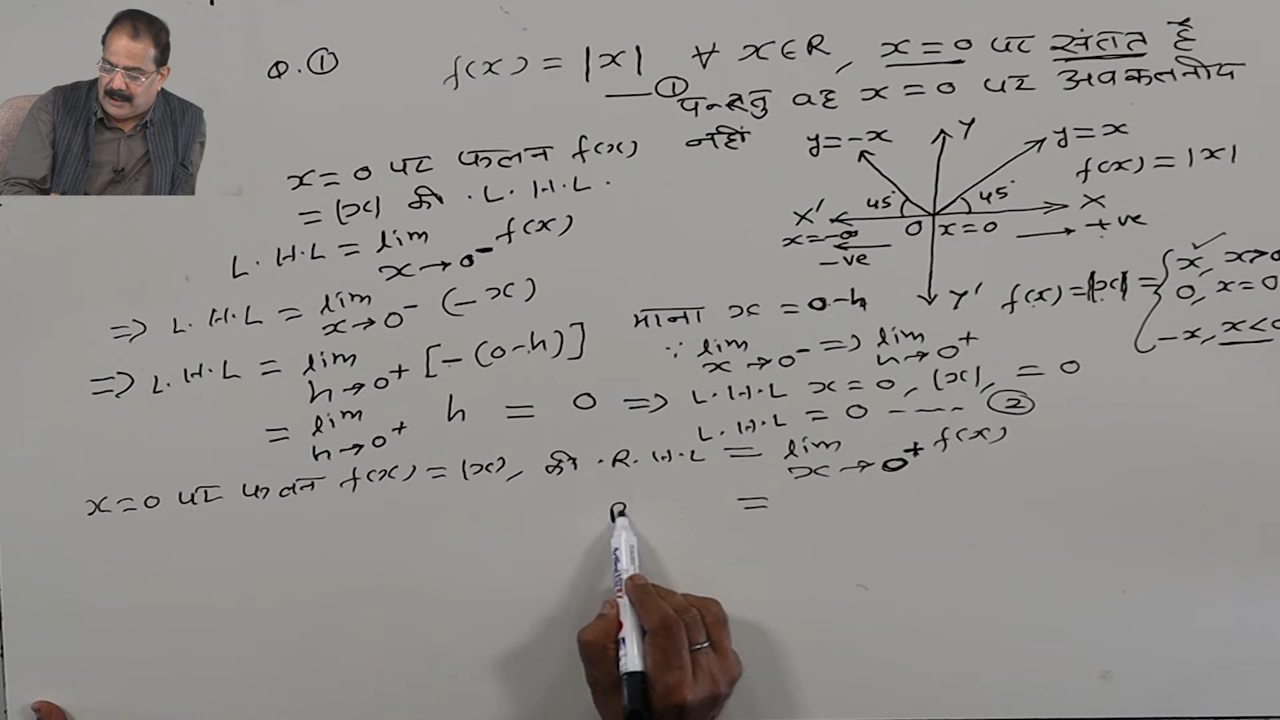 Q.① f(x) = |x| ∀ x∈R, x=0 पर संतत है
—① परन्तु वह x=0 पर अवकलनीय
नहीं
x=0 पर फलन f(x)
= |x| की L.H.L.
L.H.L = lim x→0⁻ f(x)
⇒ L.H.L = lim x→0⁻ (-x)
⇒ L.H.L = lim h→0⁺ [-(0-h)]
= lim h→0⁺ h = 0 ⇒ L.H.L x=0, |x|, = 0
L.H.L = 0 ---- ②
y=-x Y y=x
f(x) = |x|
45° 45°
X' O x=0 X
x=-∞ → +ve
-ve
Y' f(x) = |x| = { x, x>0
0, x=0
-x, x<0
माना x = 0-h
∵ lim x→0⁻ ⇒ lim h→0⁺
x=0 पर फलन f(x) = |x|, की R.H.L = lim x→0⁺ f(x)
=